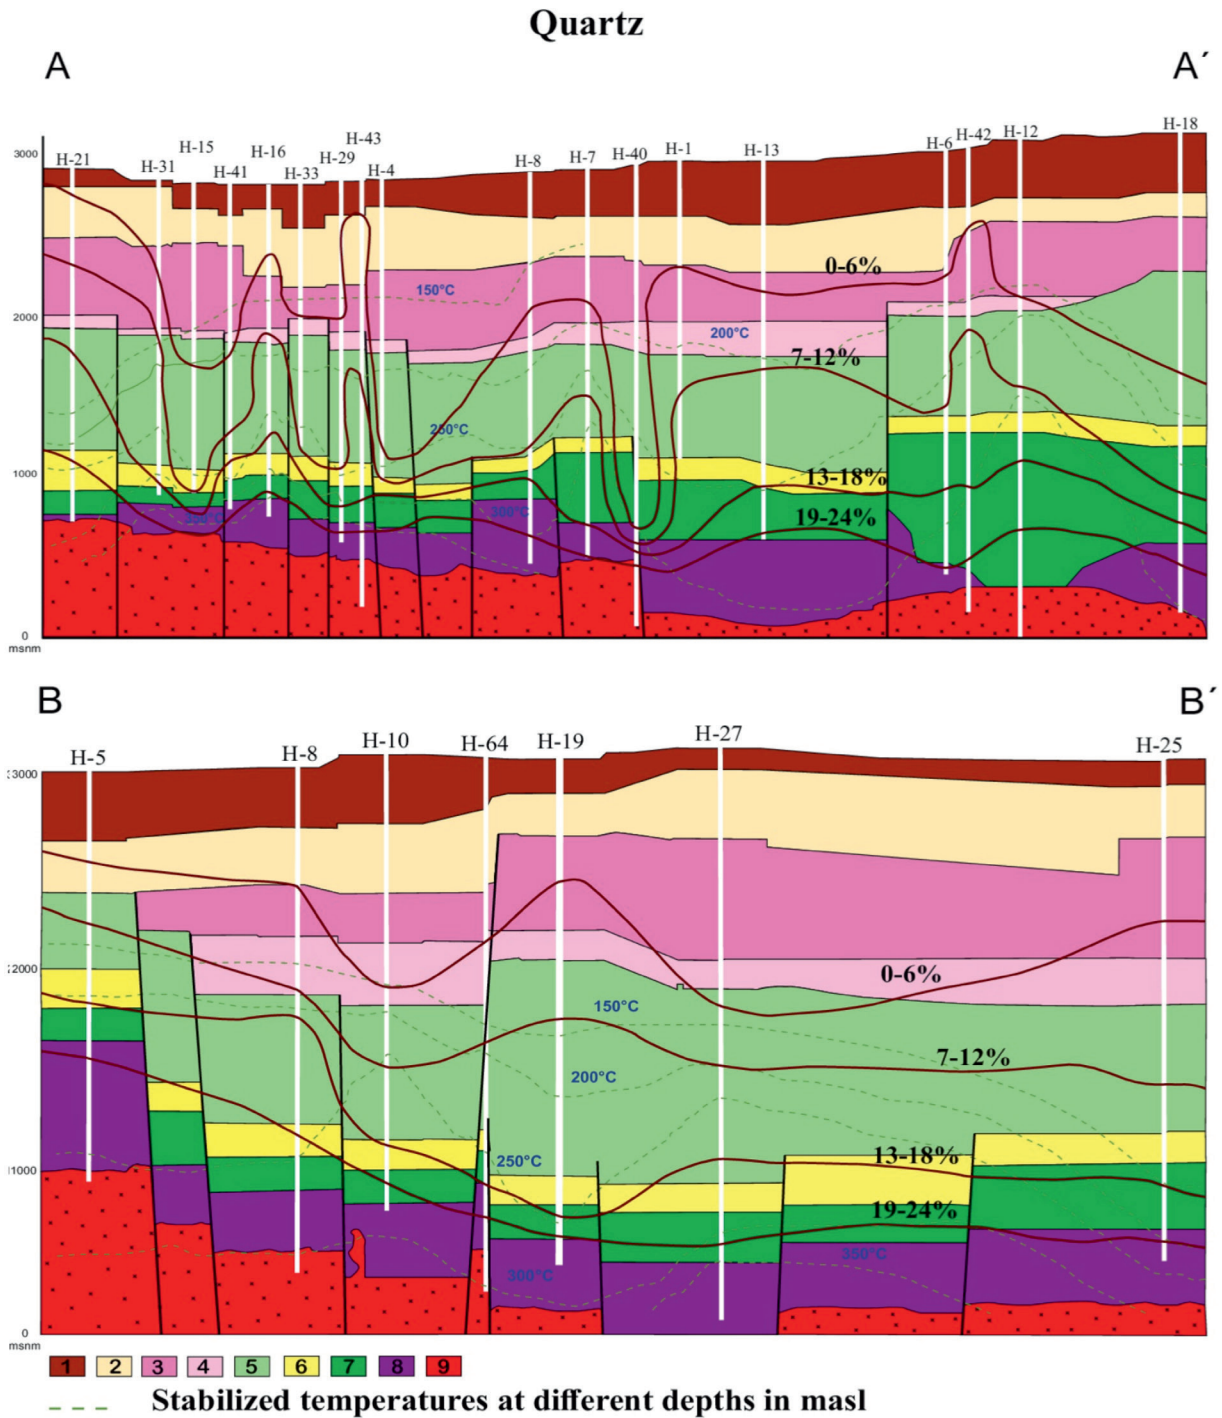 Quartz
A A´
H-21 H-31 H-15 H-41 H-16 H-33 H-29 H-43 H-4 H-8 H-7 H-40 H-1 H-13 H-6 H-42 H-12 H-18
3000
0-6%
150°C
2000
200°C
7-12%
250°C
1000
13-18%
300°C
19-24%
0
msnm
B B´
H-5 H-8 H-10 H-64 H-19 H-27 H-25
3000
2000
0-6%
150°C
7-12%
200°C
13-18%
250°C
1000
19-24%
350°C
300°C
0
msnm
1 2 3 4 5 6 7 8 9
Stabilized temperatures at different depths in masl